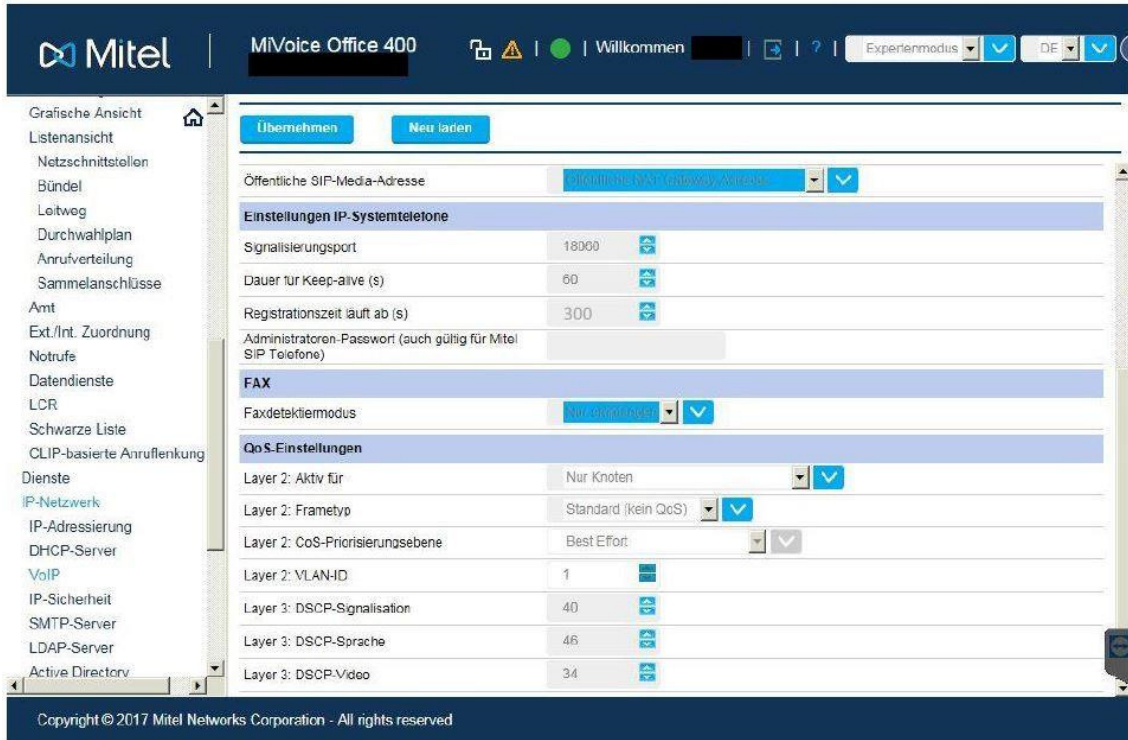 Mitel
MiVoice Office 400
Willkommen
?
Expertenmodus
DE
Grafische Ansicht
Listenansicht
Netzschnittstellen
Bündel
Leitweg
Durchwahlplan
Anrufverteilung
Sammelanschlüsse
Amt
Ext./Int. Zuordnung
Notrufe
Datendienste
LCR
Schwarze Liste
CLIP-basierte Anruflenkung
Dienste
IP-Netzwerk
IP-Adressierung
DHCP-Server
VoIP
IP-Sicherheit
SMTP-Server
LDAP-Server
Active Directory
Übernehmen
Neu laden
Öffentliche SIP-Media-Adresse
Einstellungen IP-Systemtelefone
Signalisierungsport 18060
Dauer für Keep-alive (s) 60
Registrationszeit läuft ab (s) 300
Administratoren-Passwort (auch gültig für Mitel
SIP Telefone)
FAX
Faxdetektiermodus
QoS-Einstellungen
Layer 2: Aktiv für Nur Knoten
Layer 2: Frametyp Standard (kein QoS)
Layer 2: CoS-Priorisierungsebene Best Effort
Layer 2: VLAN-ID 1
Layer 3: DSCP-Signalisation 40
Layer 3: DSCP-Sprache 46
Layer 3: DSCP-Video 34
Copyright © 2017 Mitel Networks Corporation - All rights reserved